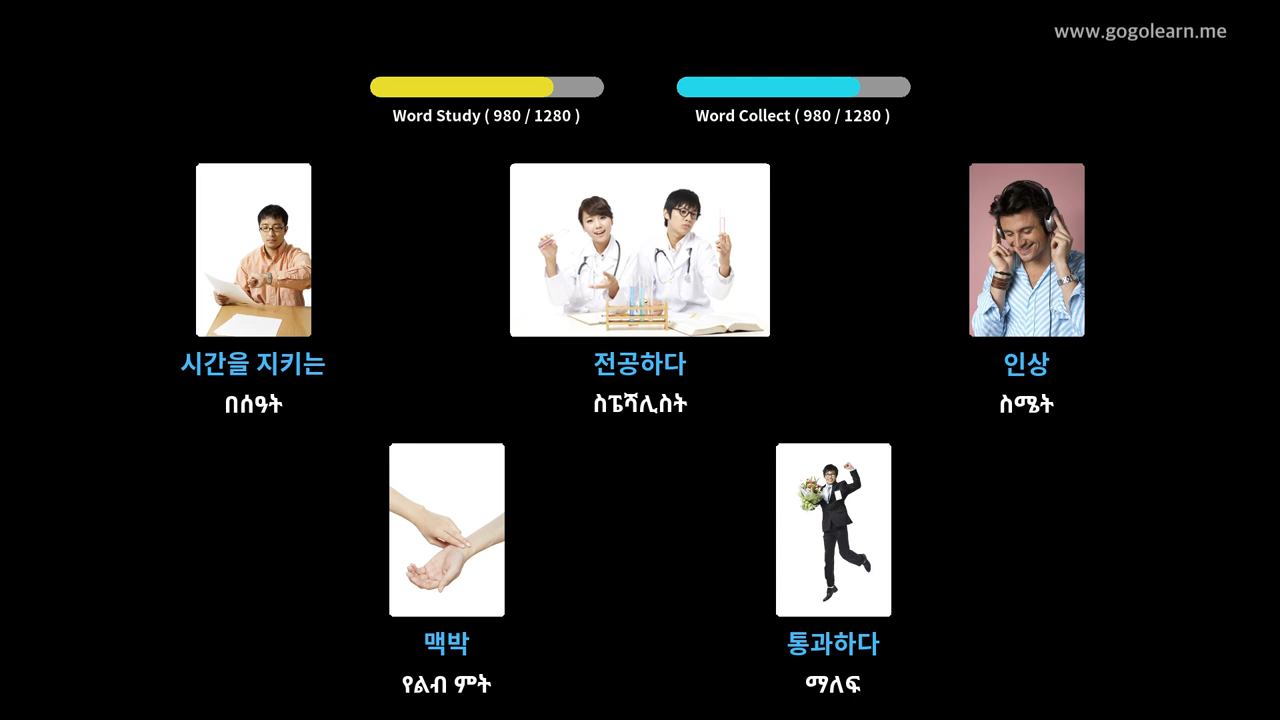 www.gogolearn.me
Word Study ( 980 / 1280 )
Word Collect ( 980 / 1280 )
시간을 지키는
በሰዓት
전공하다
ስፔሻሊስት
인상
ስሜት
맥박
የልብ ምት
통과하다
ማለፍ